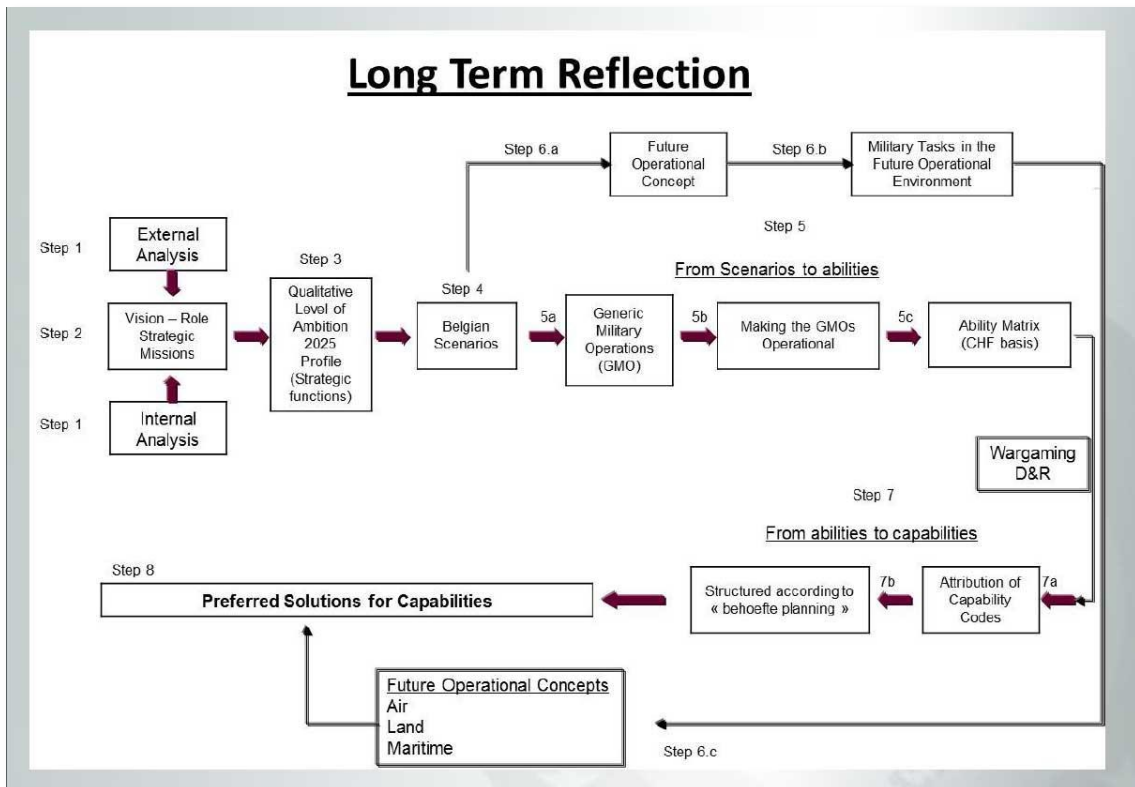 Long Term Reflection
Step 6.a
Future
Operational
Concept
Step 6.b
Military Tasks in the
Future Operational
Environment
Step 1
External
Analysis
Step 2
Vision – Role
Strategic
Missions
Step 1
Internal
Analysis
Step 3
Qualitative
Level of
Ambition
2025
Profile
(Strategic
functions)
Step 4
Belgian
Scenarios
Step 5
From Scenarios to abilities
5a
Generic
Military
Operations
(GMO)
5b
Making the GMOs
Operational
5c
Ability Matrix
(CHF basis)
Wargaming
D&R
Step 7
From abilities to capabilities
7a
Attribution of
Capability
Codes
7b
Structured according to
« behoefte planning »
Step 8
Preferred Solutions for Capabilities
Future Operational Concepts
Air
Land
Maritime
Step 6.c